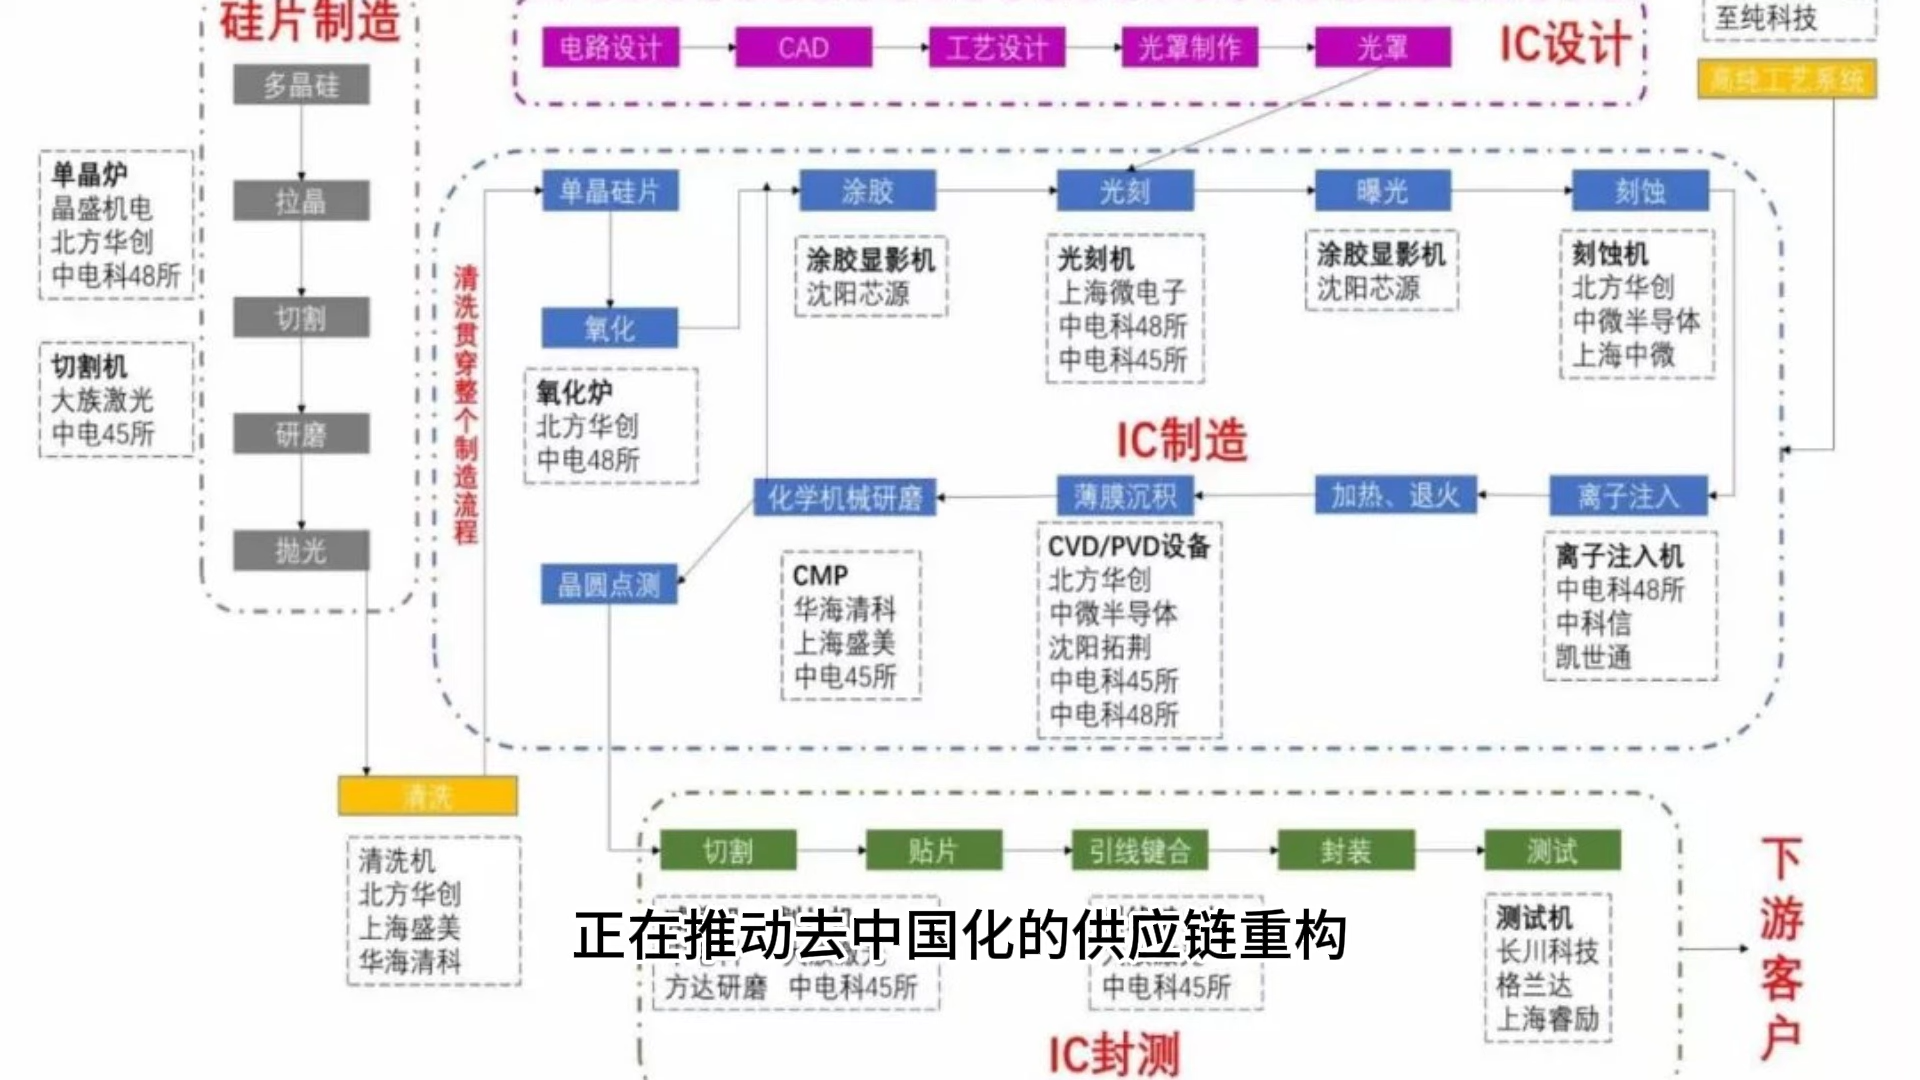 硅片制造
多晶硅
拉晶
切割
研磨
抛光
单晶炉
晶盛机电
北方华创
中电科48所
切割机
大族激光
中电45所
电路设计
CAD
工艺设计
光罩制作
光罩
IC设计
至纯科技
高纯工艺系统
清洗贯穿整个制造流程
单晶硅片
涂胶
光刻
曝光
刻蚀
涂胶显影机
沈阳芯源
光刻机
上海微电子
中电科48所
中电科45所
涂胶显影机
沈阳芯源
刻蚀机
北方华创
中微半导体
上海中微
氧化
氧化炉
北方华创
中电48所
IC制造
化学机械研磨
薄膜沉积
加热、退火
离子注入
晶圆点测
CMP
华海清科
上海盛美
中电45所
CVD/PVD设备
北方华创
中微半导体
沈阳拓荆
中电科45所
中电科48所
离子注入机
中电科48所
中科信
凯世通
清洗
清洗机
北方华创
上海盛美
华海清科
切割
贴片
引线键合
封装
测试
正在推动去中国化的供应链重构
方达研磨 中电科45所
中电科45所
测试机
长川科技
格兰达
上海睿励
IC封测
下游客户